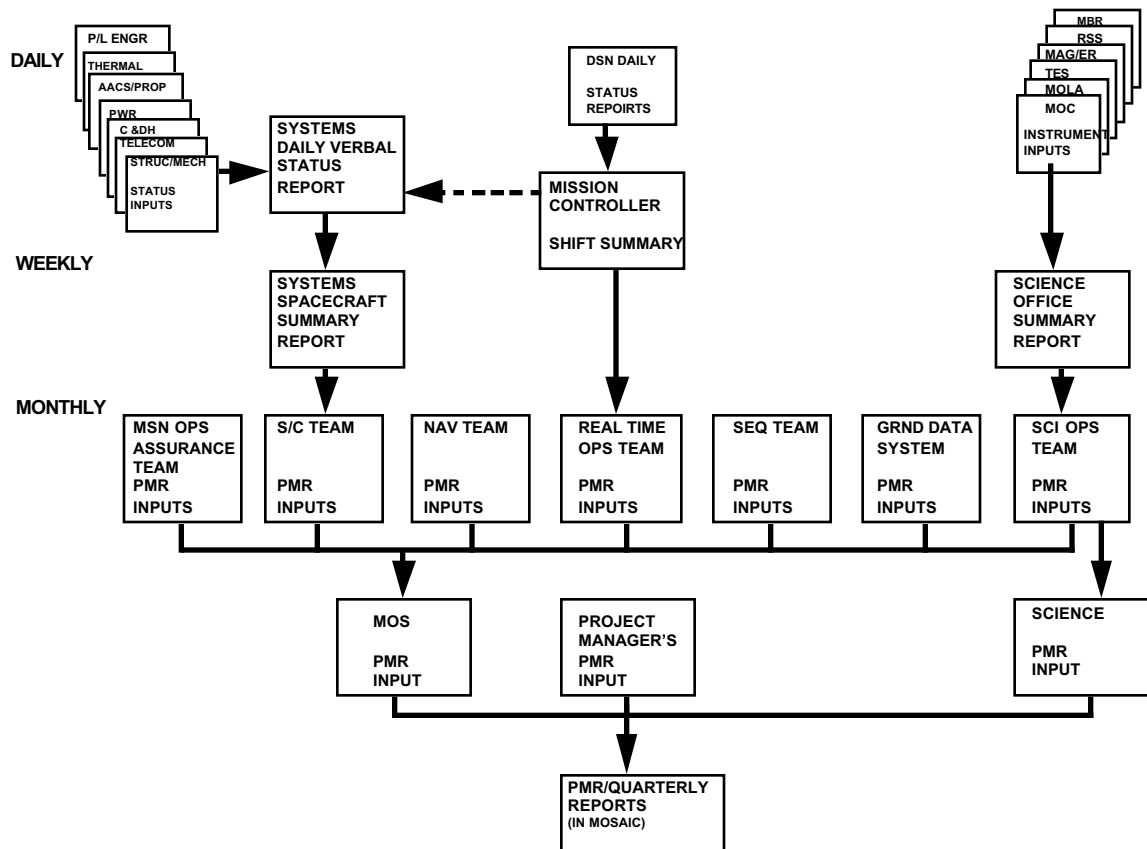 DAILY
P/L ENGR
THERMAL
AACS/PROP
PWR
C &DH
TELECOM
STRUC/MECH
STATUS
INPUTS
SYSTEMS
DAILY VERBAL
STATUS
REPORT
DSN DAILY
STATUS
REPOIRTS
MISSION
CONTROLLER
SHIFT SUMMARY
MBR
RSS
MAG/ER
TES
MOLA
MOC
INSTRUMENT
INPUTS
WEEKLY
SYSTEMS
SPACECRAFT
SUMMARY
REPORT
SCIENCE
OFFICE
SUMMARY
REPORT
MONTHLY
MSN OPS
ASSURANCE
TEAM
PMR
INPUTS
S/C TEAM
PMR
INPUTS
NAV TEAM
PMR
INPUTS
REAL TIME
OPS TEAM
PMR
INPUTS
SEQ TEAM
PMR
INPUTS
GRND DATA
SYSTEM
PMR
INPUTS
SCI OPS
TEAM
PMR
INPUTS
MOS
PMR
INPUT
PROJECT
MANAGER'S
PMR
INPUT
SCIENCE
PMR
INPUT
PMR/QUARTERLY
REPORTS
(IN MOSAIC)